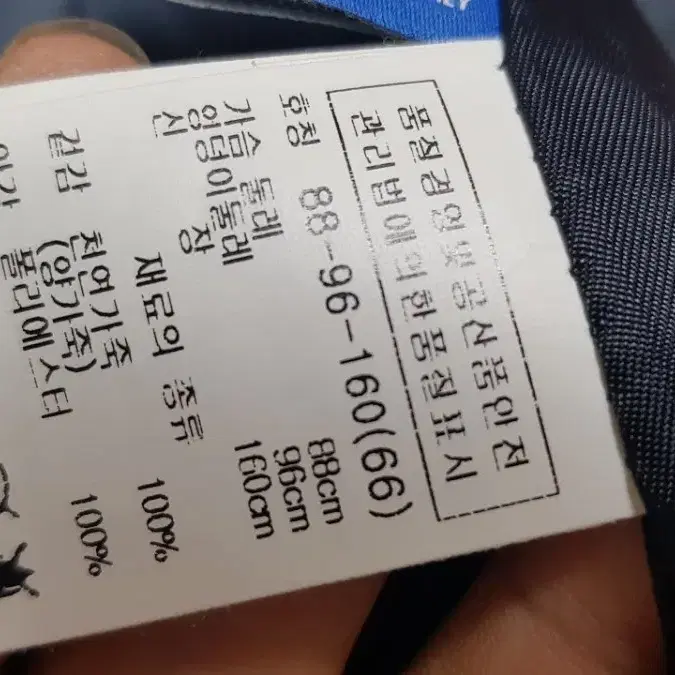 품질경영및공산품안전
관리법에의한품질표시
호칭 88-96-160(66)
가슴 둘레 88cm
엉덩이둘레 96cm
신 장 160cm
재료의 종류
겉감 천연가죽 100%
(양가죽)
폴리에스터 100%